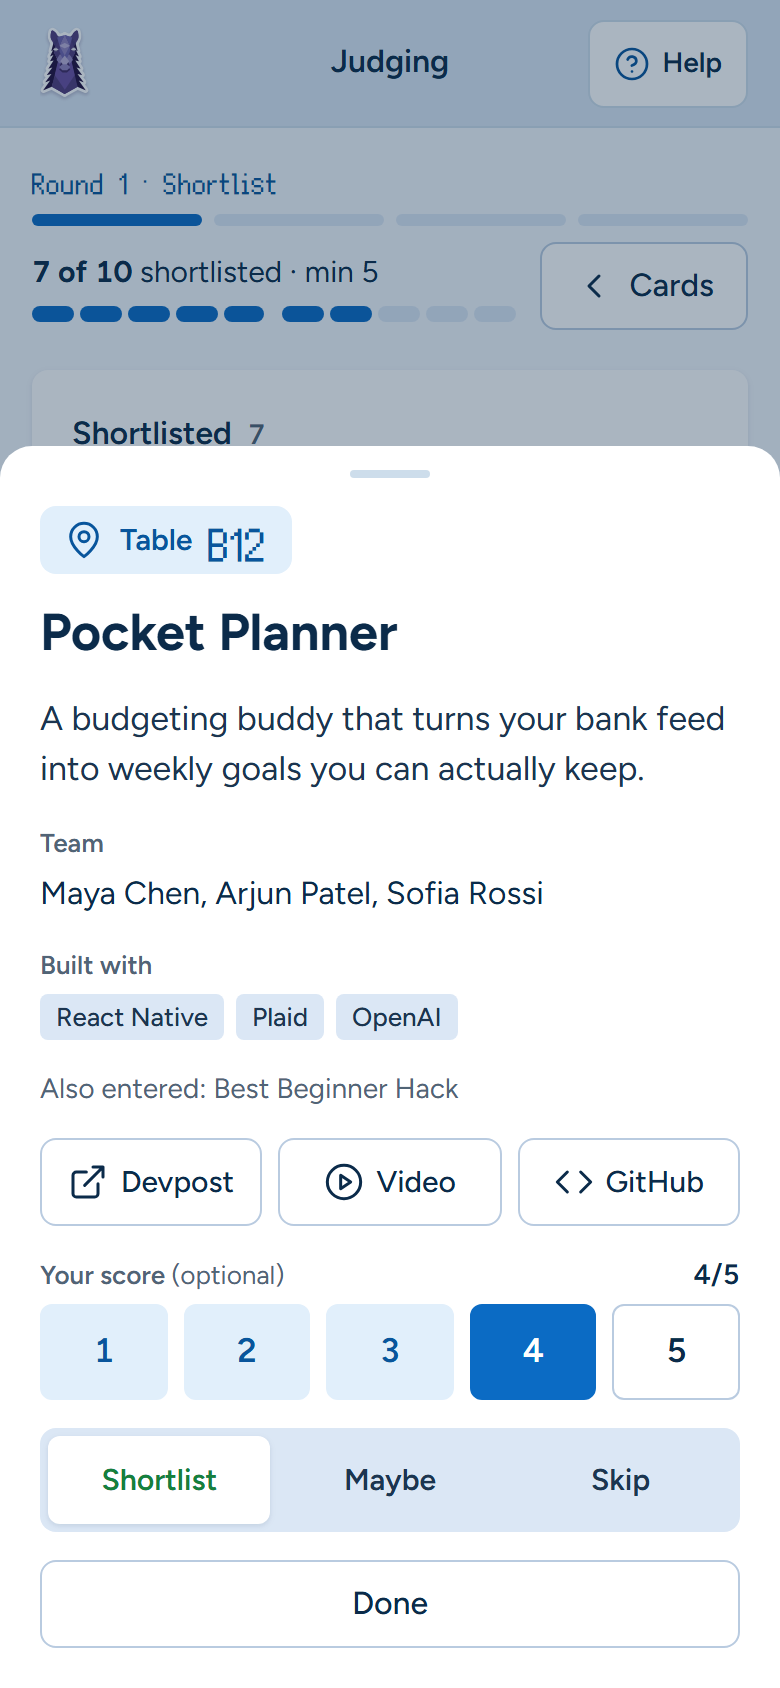 Judging
Help
Round 1 · Shortlist
7 of 10 shortlisted · min 5
Cards
Shortlisted 7
Table B12
Pocket Planner
A budgeting buddy that turns your bank feed
into weekly goals you can actually keep.
Team
Maya Chen, Arjun Patel, Sofia Rossi
Built with
React Native Plaid OpenAI
Also entered: Best Beginner Hack
Devpost Video GitHub
Your score (optional) 4/5
1 2 3 4 5
Shortlist Maybe Skip
Done